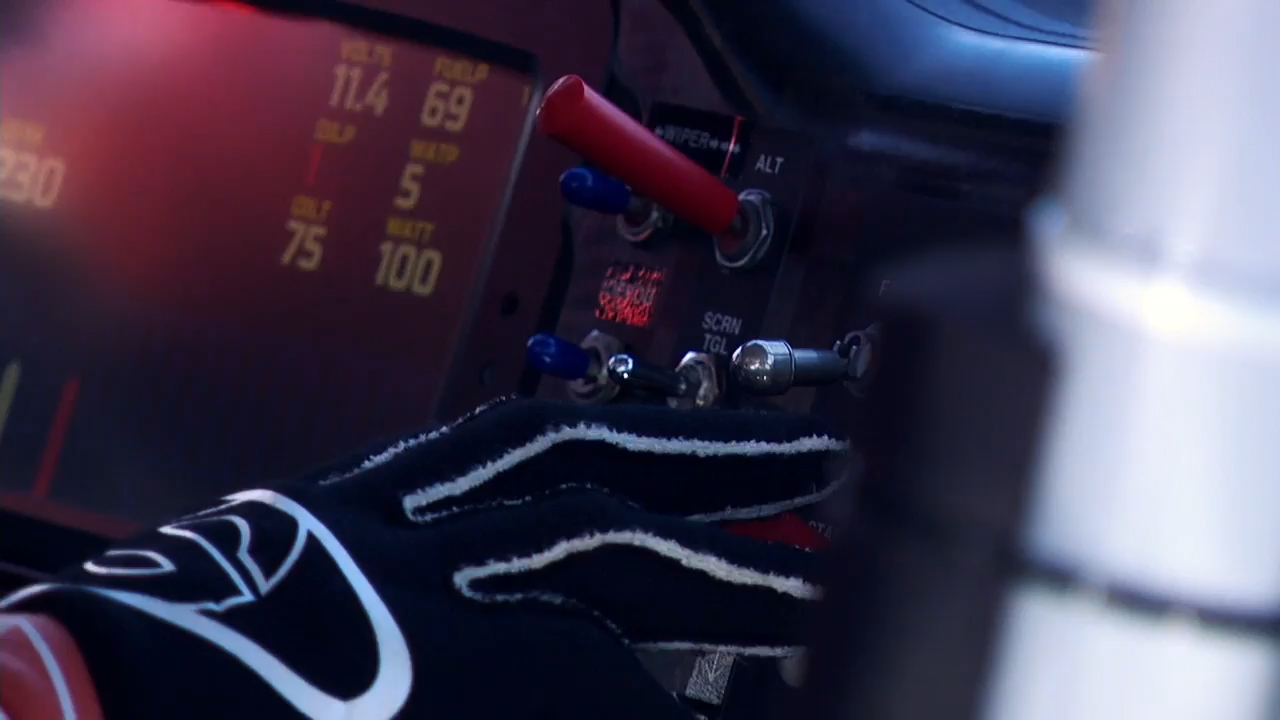 VOLTS FUELP
11.4 69
OILP WATP
5
OILT WATT
75 100
230
WIPER
ALT
SCRN
TGL